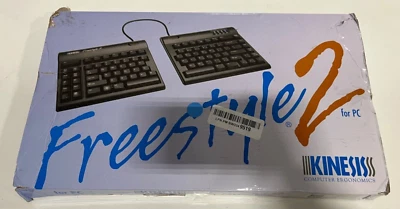 Freestyle2
®
for PC
KINESIS
COMPUTER ERGONOMICS